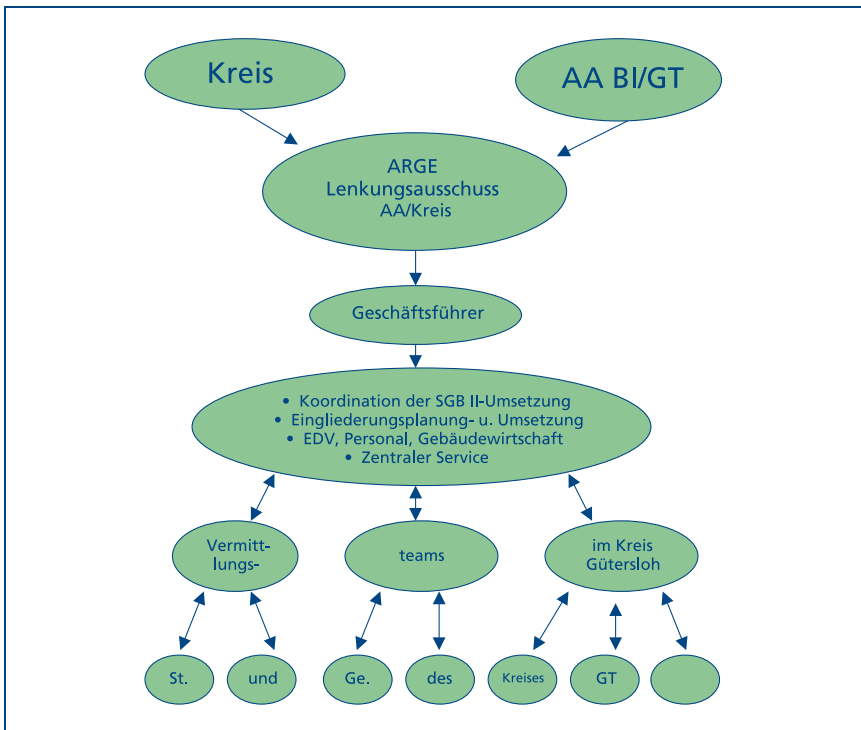 Kreis
AA BI/GT
ARGE
Lenkungsausschuss
AA/Kreis
Geschäftsführer
• Koordination der SGB II-Umsetzung
• Eingliederungsplanung- u. Umsetzung
• EDV, Personal, Gebäudewirtschaft
• Zentraler Service
Vermitt-
lungs-
teams
im Kreis
Gütersloh
St.
und
Ge.
des
Kreises
GT